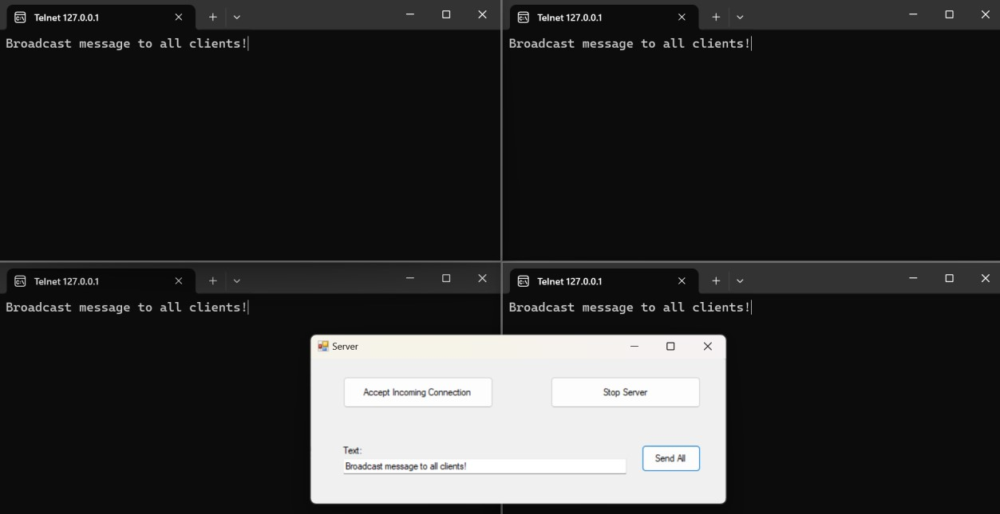 Telnet 127.0.0.1
Broadcast message to all clients!
Telnet 127.0.0.1
Broadcast message to all clients!
Telnet 127.0.0.1
Broadcast message to all clients!
Telnet 127.0.0.1
Broadcast message to all clients!
Server
Accept Incoming Connection
Stop Server
Text:
Broadcast message to all clients!
Send All